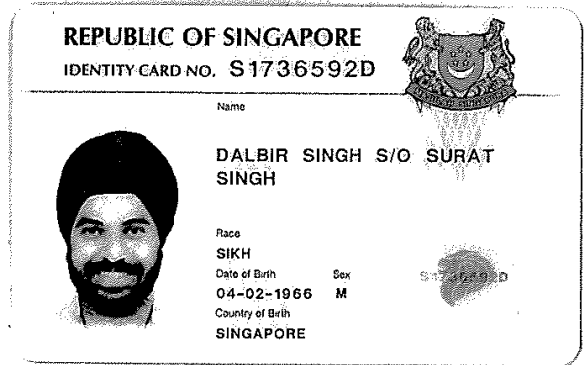 REPUBLIC OF SINGAPORE
IDENTITY CARD NO. S1736592D
Name
DALBIR SINGH S/O SURAT
SINGH
Race
SIKH
Date of Birth Sex
04-02-1966 M
Country of Birth
SINGAPORE